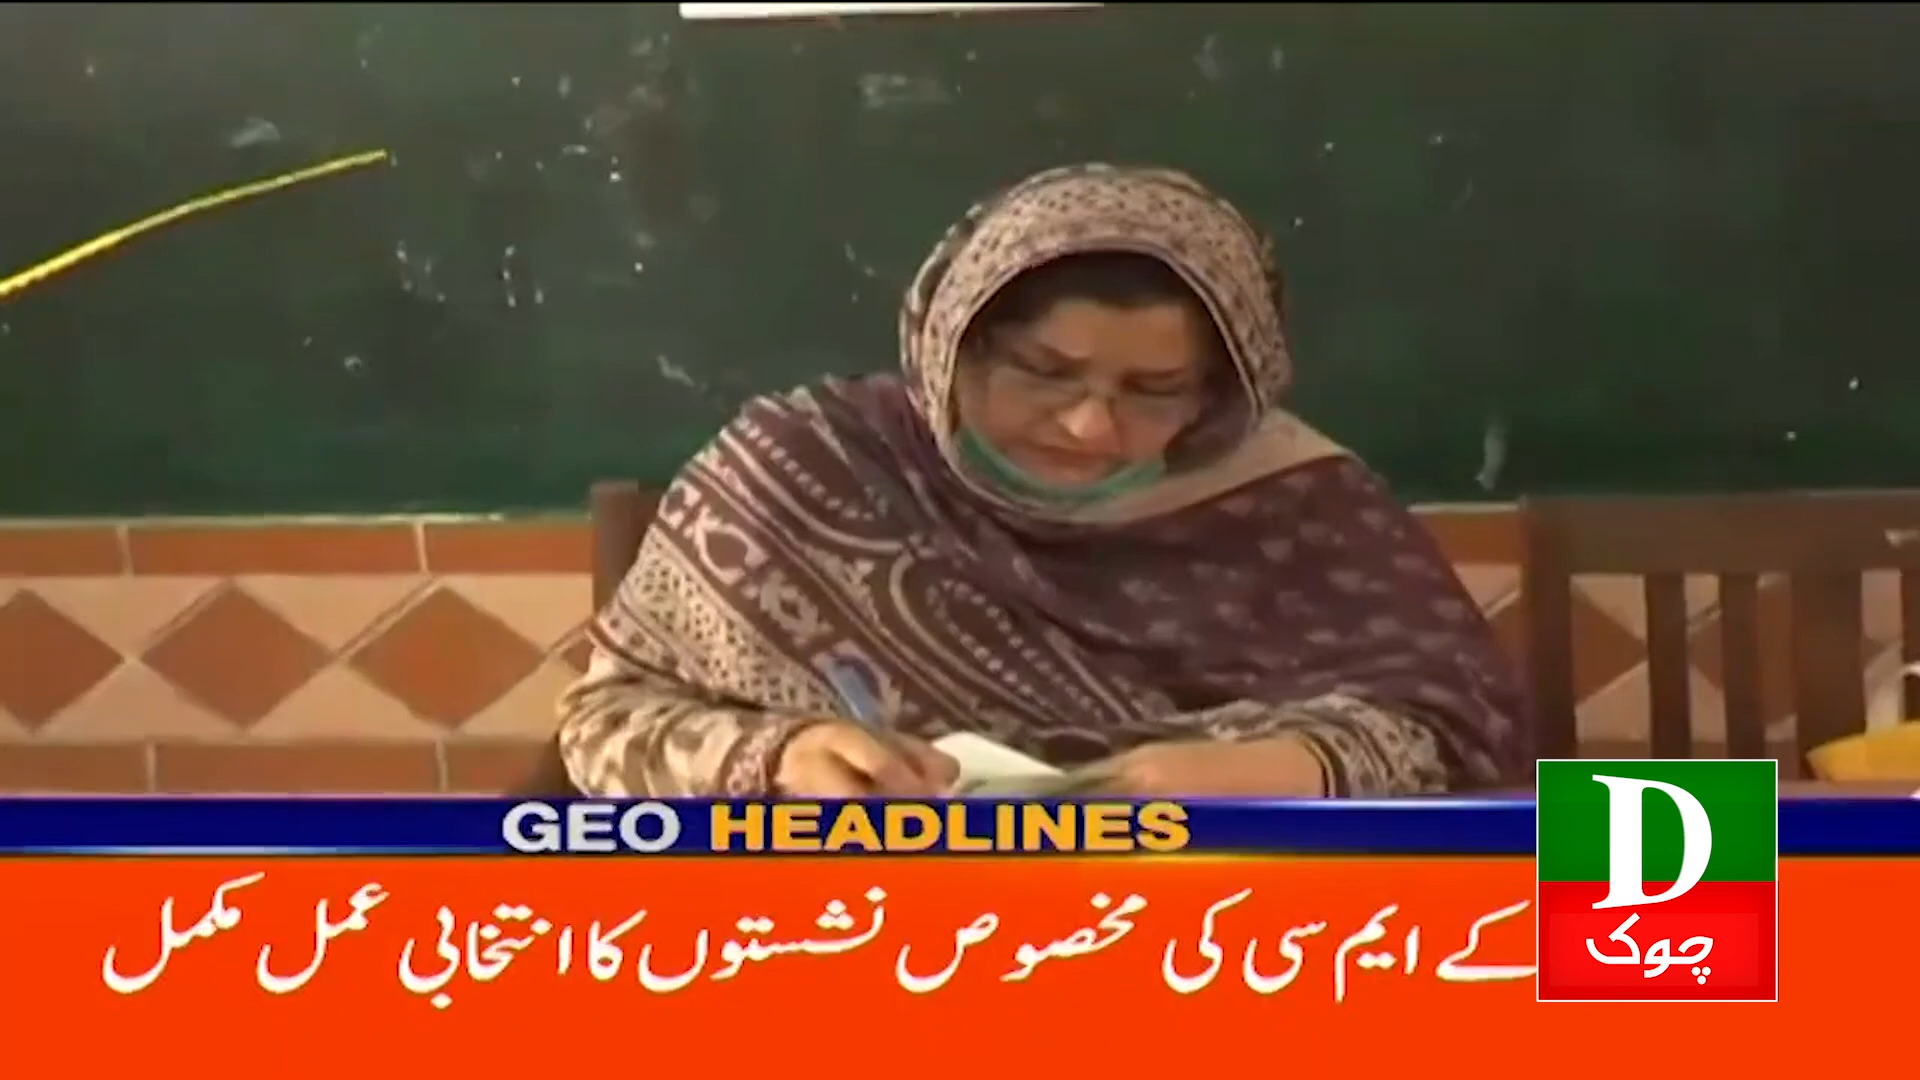 GEO HEADLINES
کے ایم سی کی مخصوص نشستوں کا انتخابی عمل مکمل
D
چوک